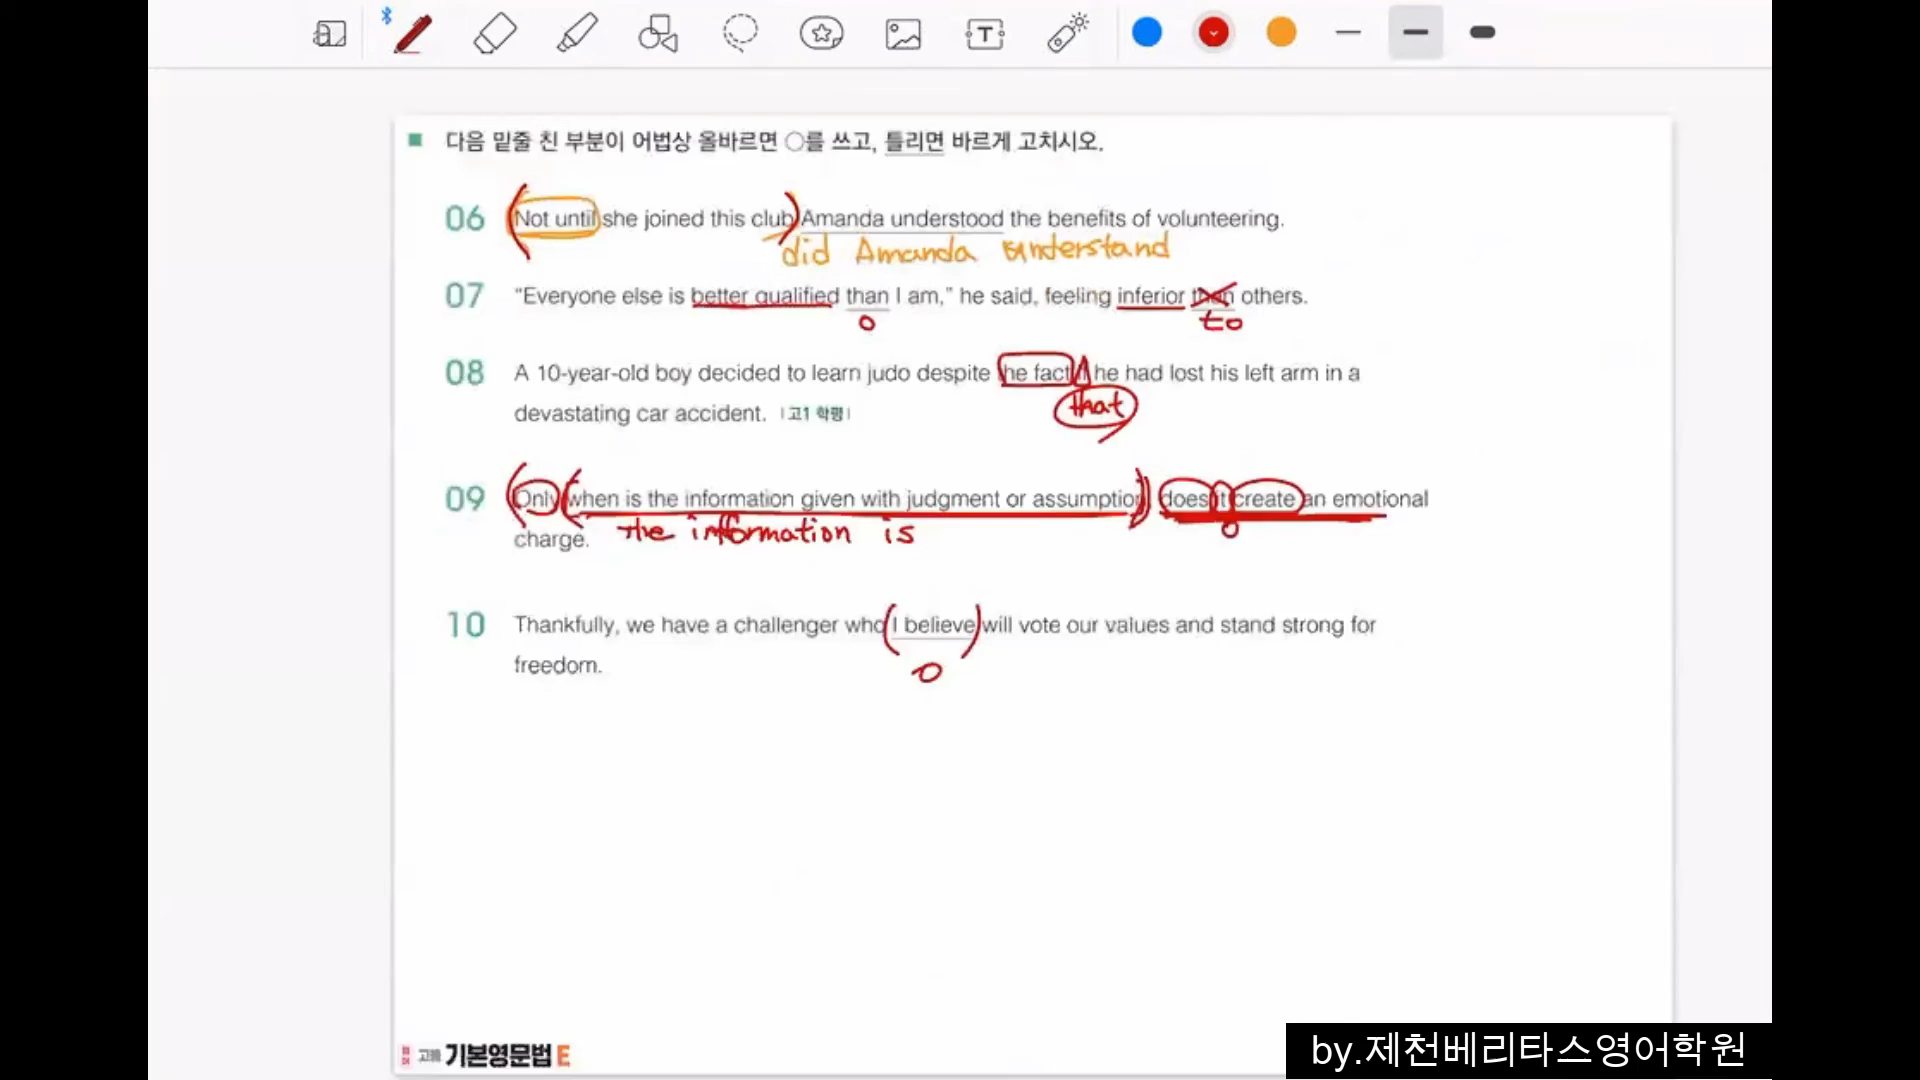 다음 밑줄 친 부분이 어법상 올바르면 ○를 쓰고, 틀리면 바르게 고치시오.
06 Not until she joined this club Amanda understood the benefits of volunteering.
did Amanda understand
07 “Everyone else is better qualified than I am,” he said, feeling inferior than others.
o to
08 A 10-year-old boy decided to learn judo despite the fact he had lost his left arm in a
that
devastating car accident. | 고1 학평 |
09 Only when is the information given with judgment or assumption does it create an emotional
The information is o
charge.
10 Thankfully, we have a challenger who I believe will vote our values and stand strong for
freedom.
o
기본영문법 E
by.제천베리타스영어학원